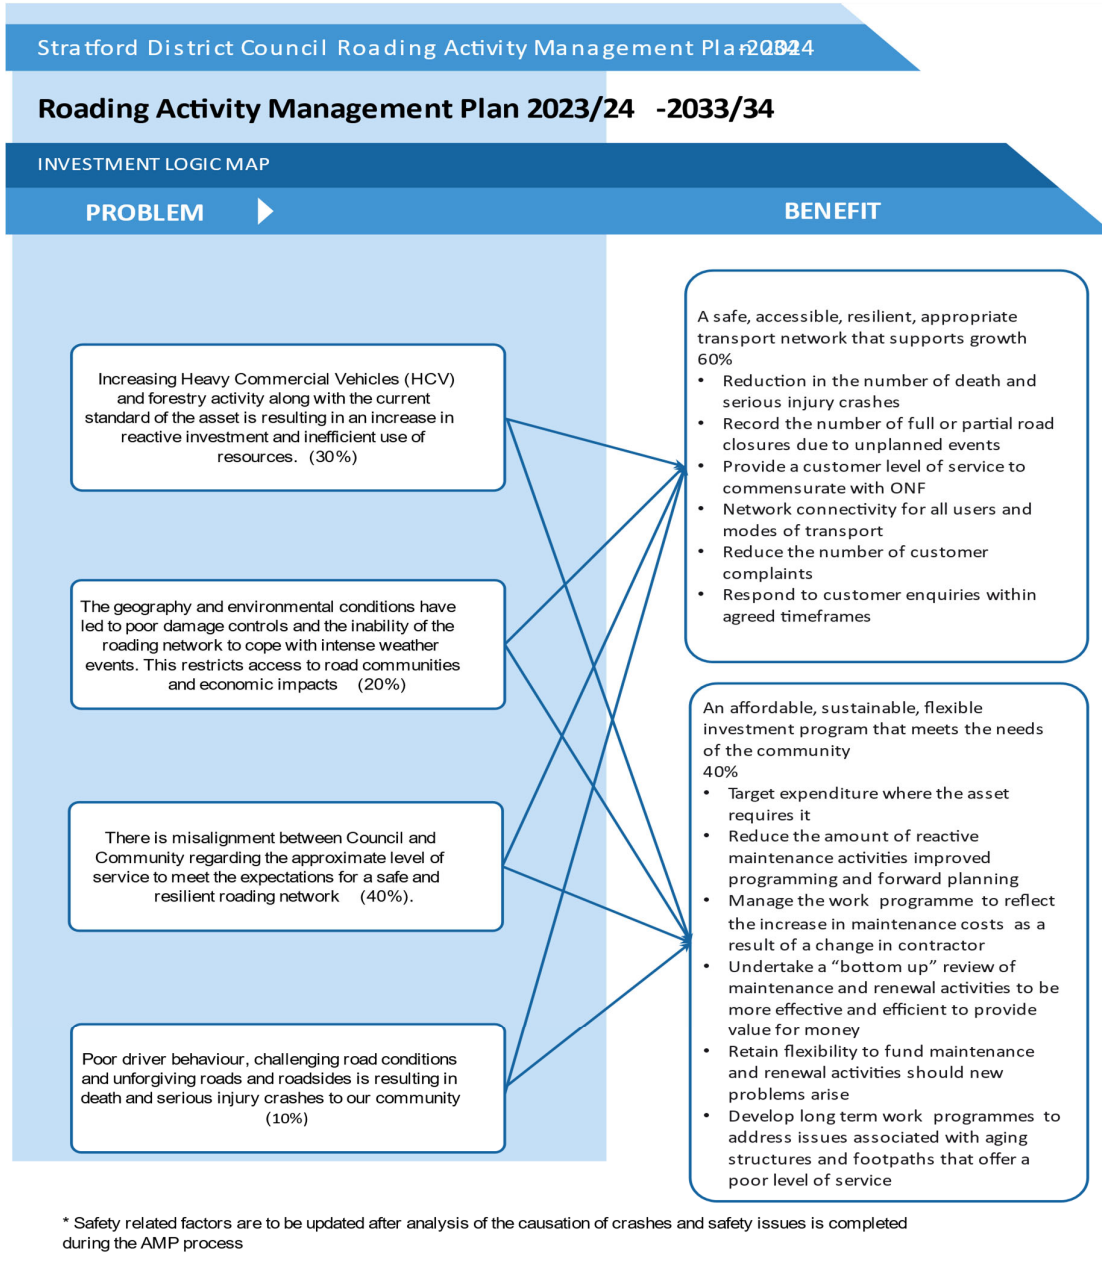 Stratford District Council Roading Activity Management Plan 2024
Roading Activity Management Plan 2023/24 -2033/34
INVESTMENT LOGIC MAP
PROBLEM
BENEFIT
Increasing Heavy Commercial Vehicles (HCV)
and forestry activity along with the current
standard of the asset is resulting in an increase in
reactive investment and inefficient use of
resources. (30%)
The geography and environmental conditions have
led to poor damage controls and the inability of the
roading network to cope with intense weather
events. This restricts access to road communities
and economic impacts (20%)
There is misalignment between Council and
Community regarding the approximate level of
service to meet the expectations for a safe and
resilient roading network (40%).
Poor driver behaviour, challenging road conditions
and unforgiving roads and roadsides is resulting in
death and serious injury crashes to our community
(10%)
A safe, accessible, resilient, appropriate
transport network that supports growth
60%
• Reduction in the number of death and
serious injury crashes
• Record the number of full or partial road
closures due to unplanned events
• Provide a customer level of service to
commensurate with ONF
• Network connectivity for all users and
modes of transport
• Reduce the number of customer
complaints
• Respond to customer enquiries within
agreed timeframes
An affordable, sustainable, flexible
investment program that meets the needs
of the community
40%
• Target expenditure where the asset
requires it
• Reduce the amount of reactive
maintenance activities improved
programming and forward planning
• Manage the work programme to reflect
the increase in maintenance costs as a
result of a change in contractor
• Undertake a “bottom up” review of
maintenance and renewal activities to be
more effective and efficient to provide
value for money
• Retain flexibility to fund maintenance
and renewal activities should new
problems arise
• Develop long term work programmes to
address issues associated with aging
structures and footpaths that offer a
poor level of service
* Safety related factors are to be updated after analysis of the causation of crashes and safety issues is completed
during the AMP process